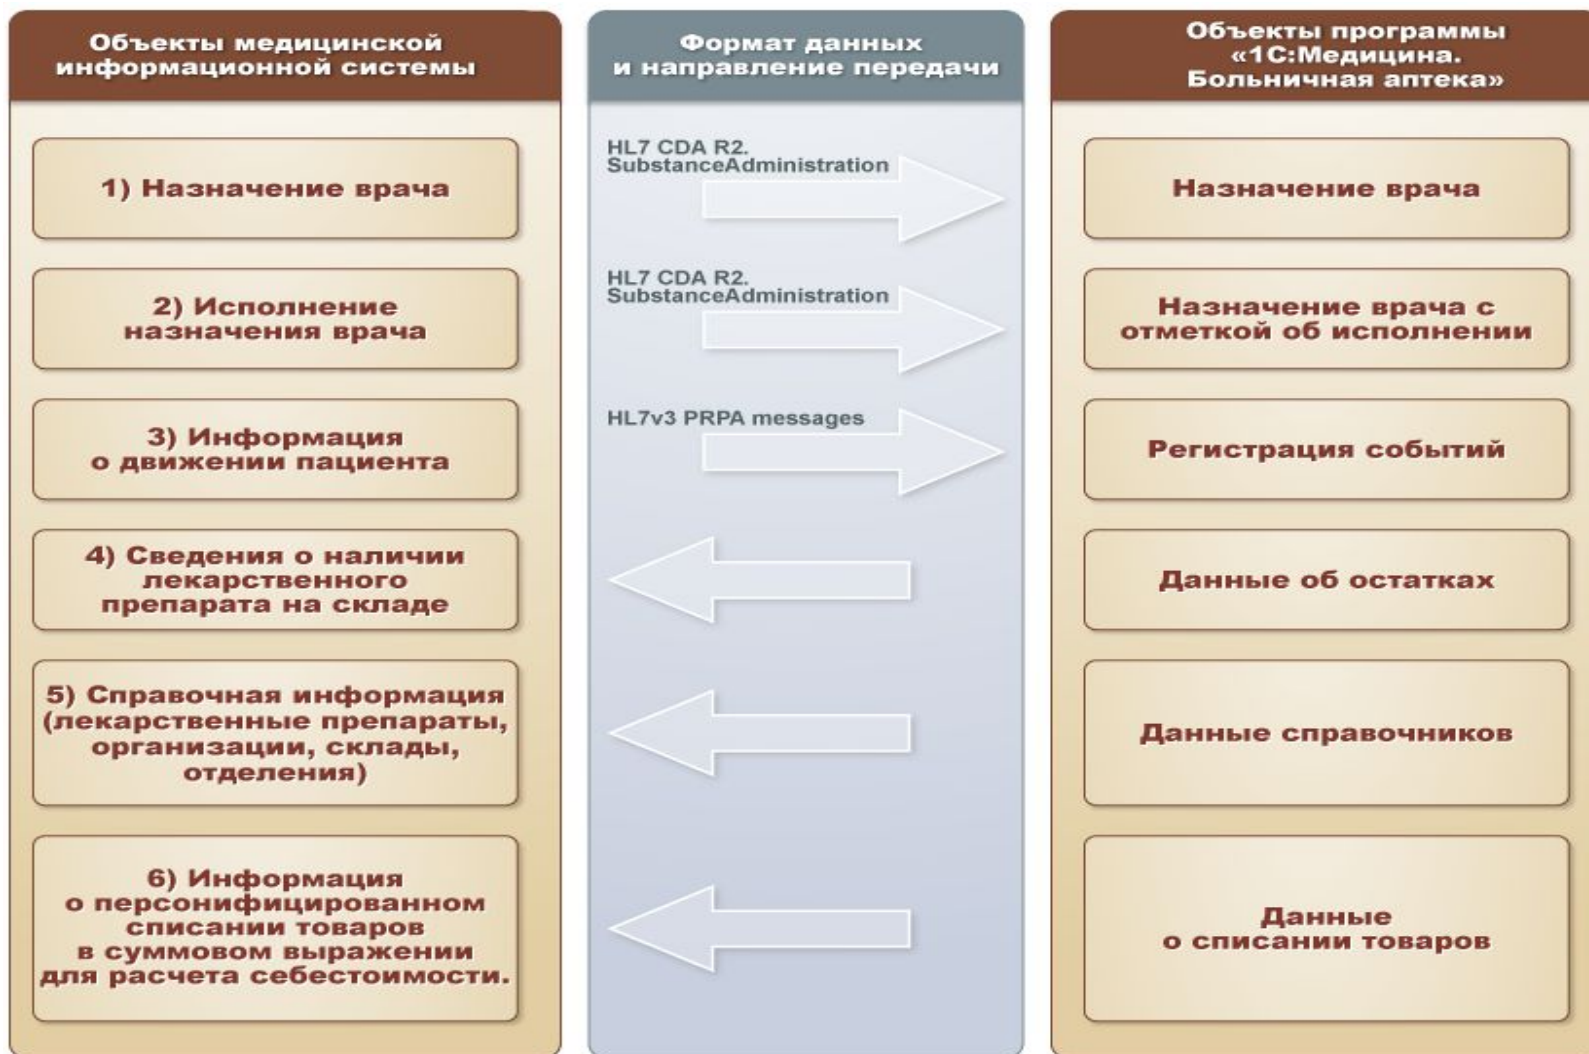 Объекты медицинской
информационной системы
Формат данных
и направление передачи
Объекты программы
«1С:Медицина.
Больничная аптека»
1) Назначение врача
HL7 CDA R2.
SubstanceAdministration
Назначение врача
2) Исполнение
назначения врача
HL7 CDA R2.
SubstanceAdministration
Назначение врача с
отметкой об исполнении
3) Информация
о движении пациента
HL7v3 PRPA messages
Регистрация событий
4) Сведения о наличии
лекарственного
препарата на складе
Данные об остатках
5) Справочная информация
(лекарственные препараты,
организации, склады,
отделения)
Данные справочников
6) Информация
о персонифицированном
списании товаров
в суммовом выражении
для расчета себестоимости.
Данные
о списании товаров